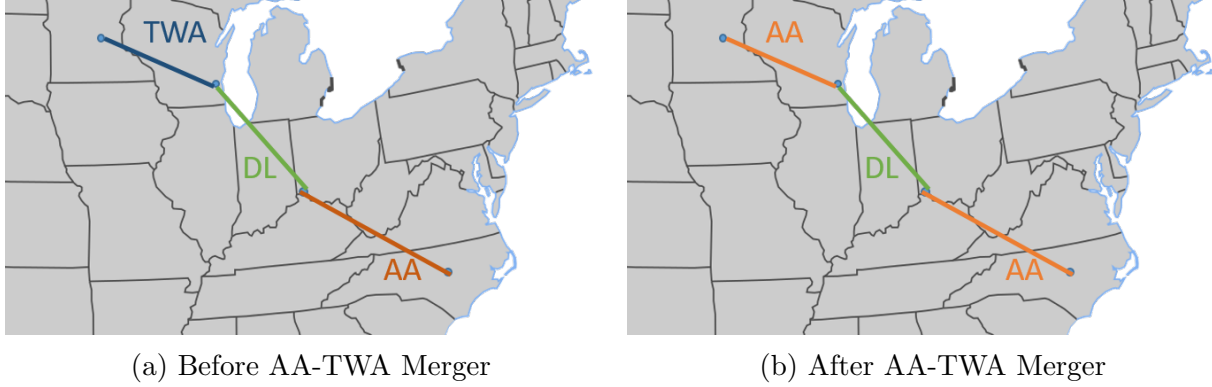 TWA
DL
AA
(a) Before AA-TWA Merger
AA
DL
AA
(b) After AA-TWA Merger